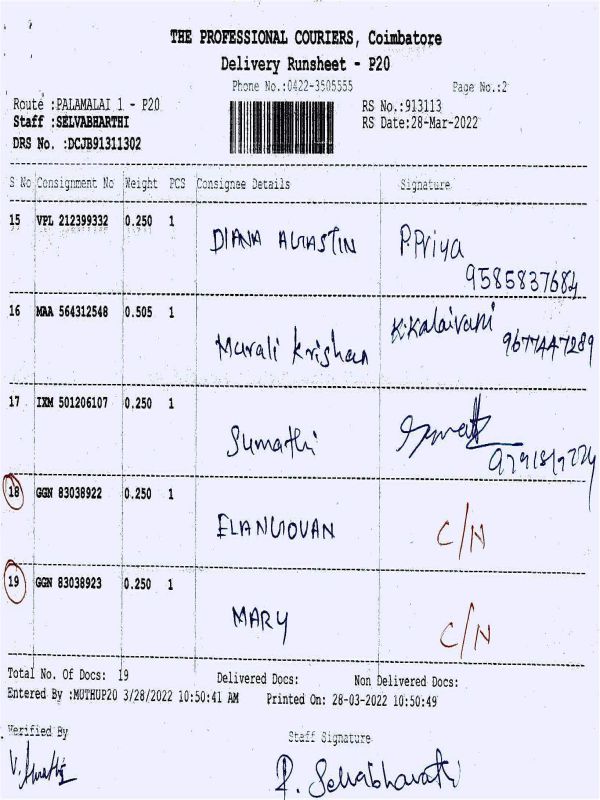 THE PROFESSIONAL COURIERS, Coimbatore
Delivery Runsheet - P20
Phone No.:0422-3505555 Page No.:2
Route :PALAMALAI 1 - P20 RS No.:913113
Staff :SELVABHARTHI RS Date:28-Mar-2022
DRS No. :DCJB91311302
S No Consignment No Weight PCS Consignee Details Signature
15 VPL 212399332 0.250 1 DIANA AGASTIN P.Priya
9585837684
16 MAA 564312548 0.505 1 Murali Krishan K.Kalaivani
9677447289
17 IXM 501206107 0.250 1 Sumathi
18 GGN 83038922 0.250 1 ELANGOVAN C/N
19 GGN 83038923 0.250 1 MARY C/N
Total No. Of Docs: 19 Delivered Docs: Non Delivered Docs:
Entered By :MUTHUP20 3/28/2022 10:50:41 AM Printed On: 28-03-2022 10:50:49
Verified By Staff Signature
R. Selvabharathi